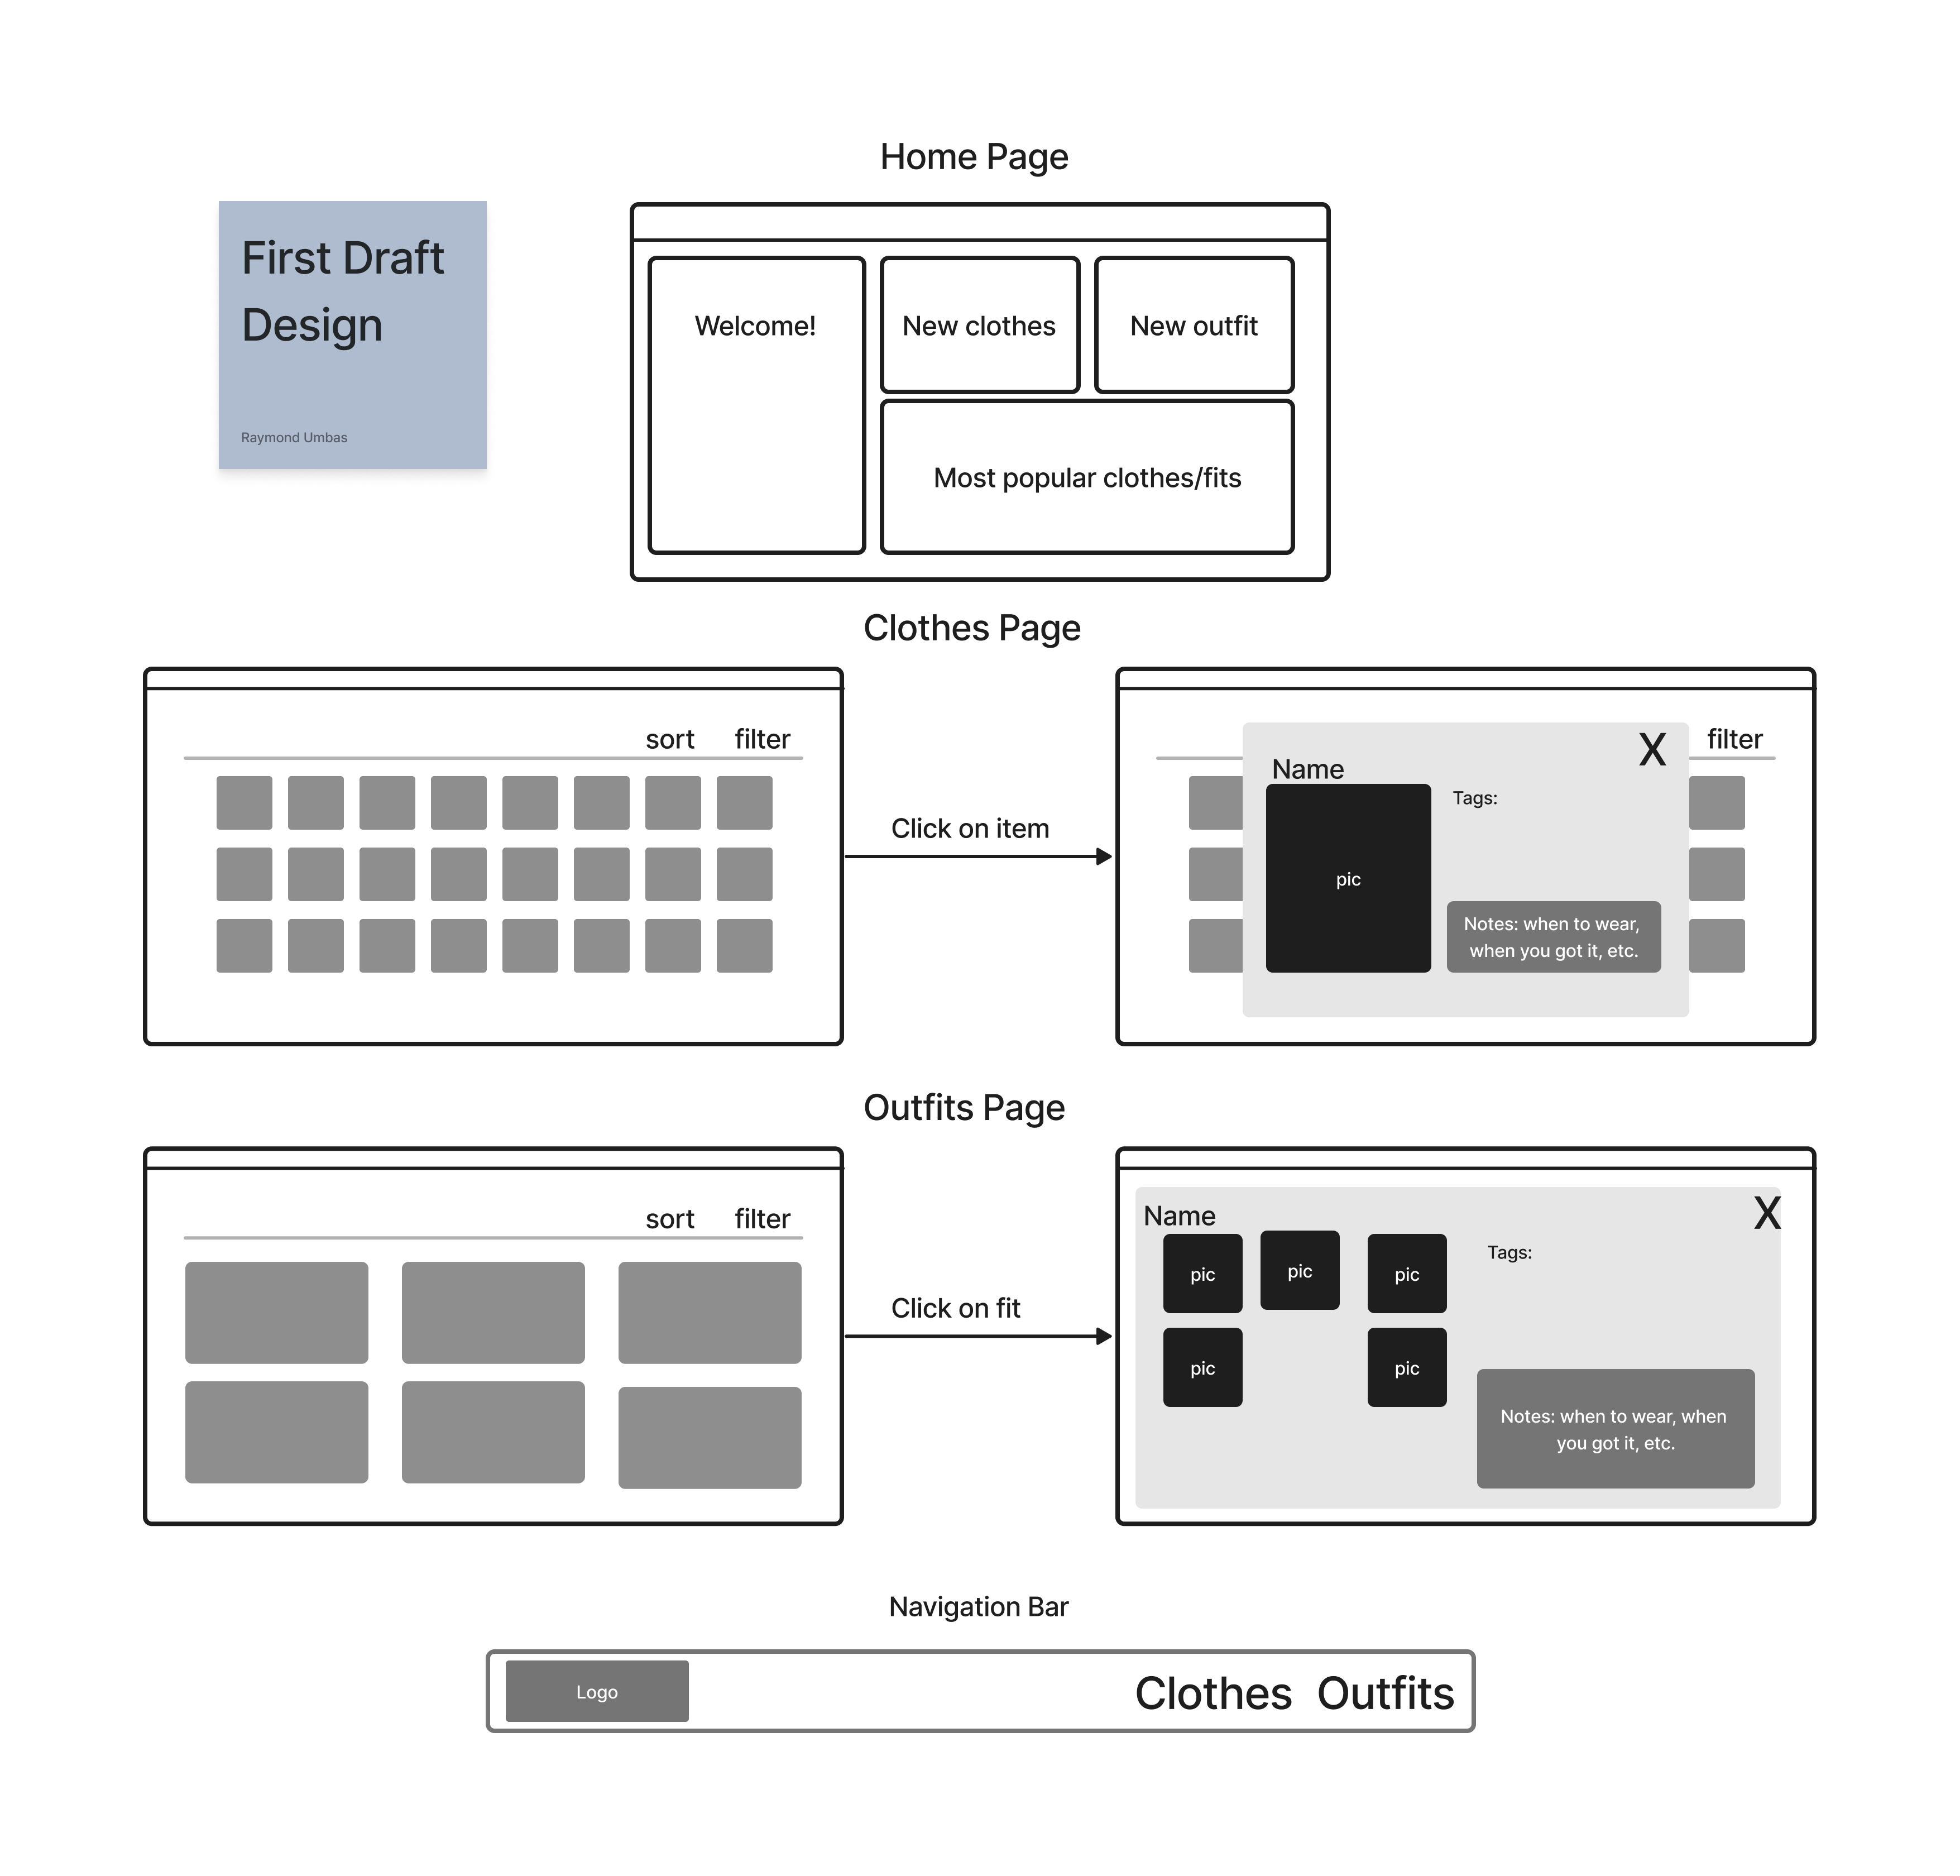 Home Page
First Draft
Design
Raymond Umbas
Welcome!
New clothes
New outfit
Most popular clothes/fits
Clothes Page
sort
filter
Click on item
X
filter
Name
Tags:
pic
Notes: when to wear,
when you got it, etc.
Outfits Page
sort
filter
Click on fit
X
Name
pic
pic
pic
Tags:
pic
pic
Notes: when to wear, when
you got it, etc.
Navigation Bar
Logo
Clothes
Outfits